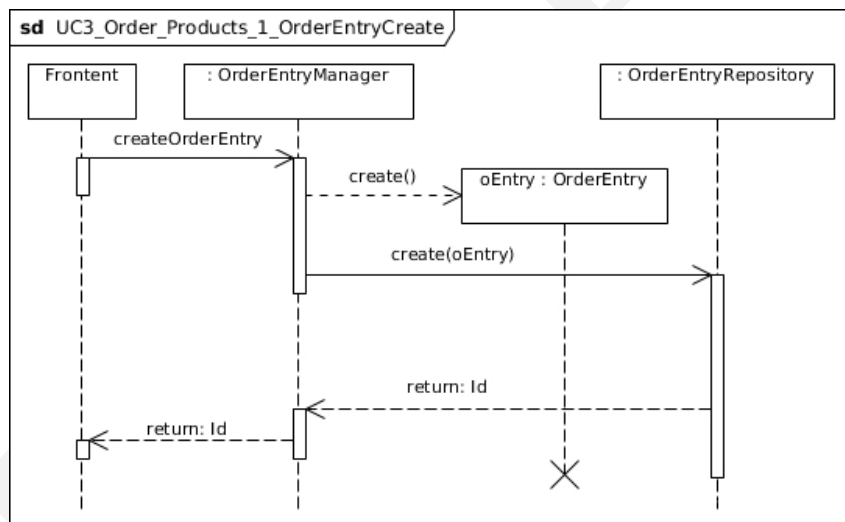 sd UC3_Order_Products_1_OrderEntryCreate
Frontent
: OrderEntryManager
: OrderEntryRepository
createOrderEntry
create()
oEntry : OrderEntry
create(oEntry)
return: Id
return: Id